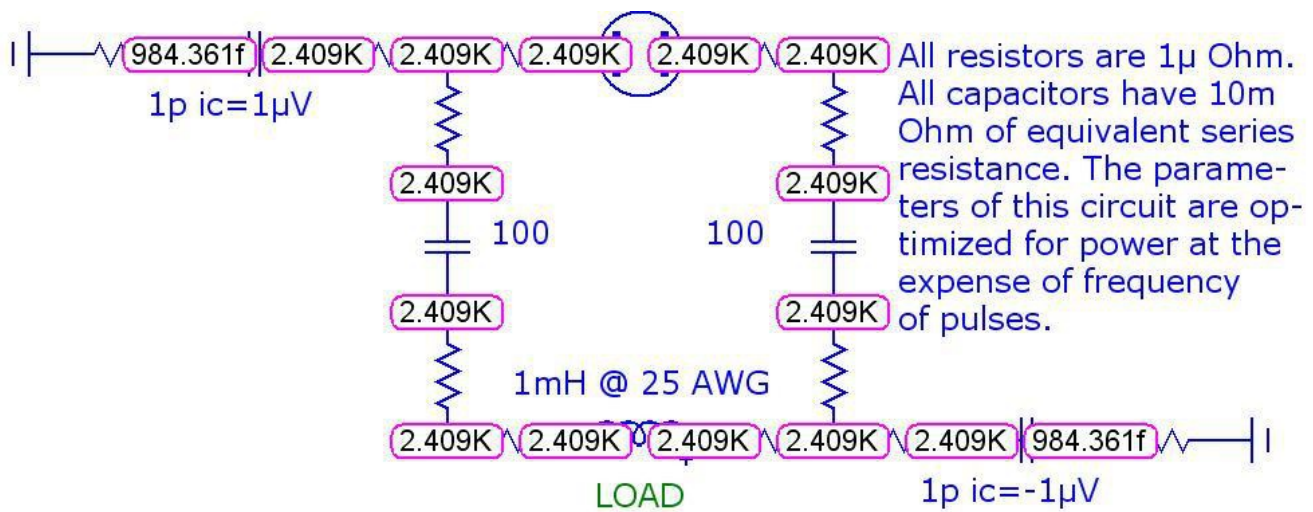 984.361f 2.409K 2.409K 2.409K 2.409K 2.409K
1p ic=1µV
All resistors are 1µ Ohm.
All capacitors have 10m
Ohm of equivalent series
resistance. The parame-
ters of this circuit are op-
timized for power at the
expense of frequency
of pulses.
2.409K 2.409K
100 100
2.409K 2.409K
1mH @ 25 AWG
2.409K 2.409K 2.409K 2.409K 2.409K 984.361f
LOAD
1p ic=-1µV